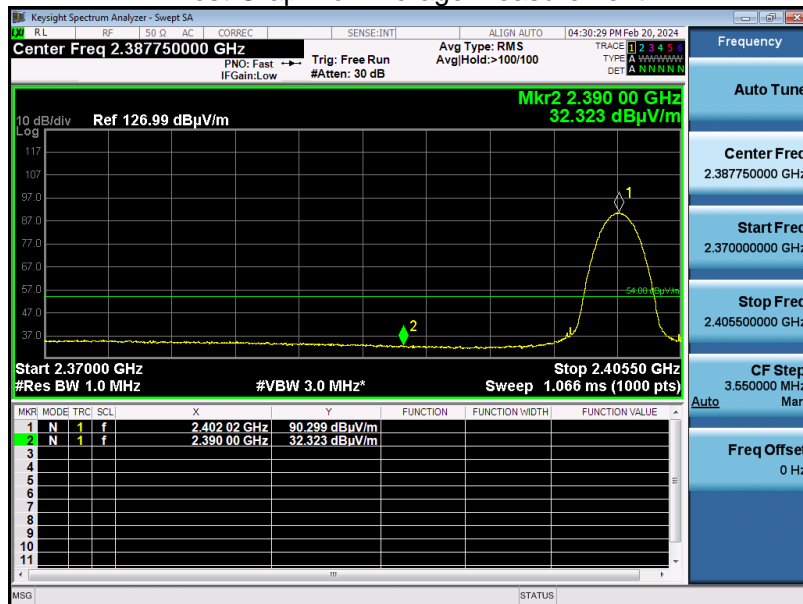 Keysight Spectrum Analyzer - Swept SA
RL RF 50 Ω AC CORREC SENSE:INT ALIGN AUTO 04:30:29 PM Feb 20, 2024
Center Freq 2.387750000 GHz
PNO: Fast
IFGain:Low
Trig: Free Run
#Atten: 30 dB
Avg Type: RMS
Avg|Hold:>100/100
TRACE 1 2 3 4 5 6
TYPE A WWWWW
DET A N N N N N
Mkr2 2.390 00 GHz
32.323 dBµV/m
10 dB/div Ref 126.99 dBµV/m
Log
117
107
97.0
87.0
77.0
67.0
57.0
47.0
37.0
1
54.00 dBµV/m
2
Start 2.37000 GHz Stop 2.40550 GHz
#Res BW 1.0 MHz #VBW 3.0 MHz* Sweep 1.066 ms (1000 pts)
MKR MODE TRC SCL X Y FUNCTION FUNCTION WIDTH FUNCTION VALUE
1 N 1 f 2.402 02 GHz 90.299 dBµV/m
2 N 1 f 2.390 00 GHz 32.323 dBµV/m
3
4
5
6
7
8
9
10
11
MSG STATUS
Frequency
Auto Tune
Center Freq
2.387750000 GHz
Start Freq
2.370000000 GHz
Stop Freq
2.405500000 GHz
CF Step
3.550000 MHz
Auto Man
Freq Offset
0 Hz